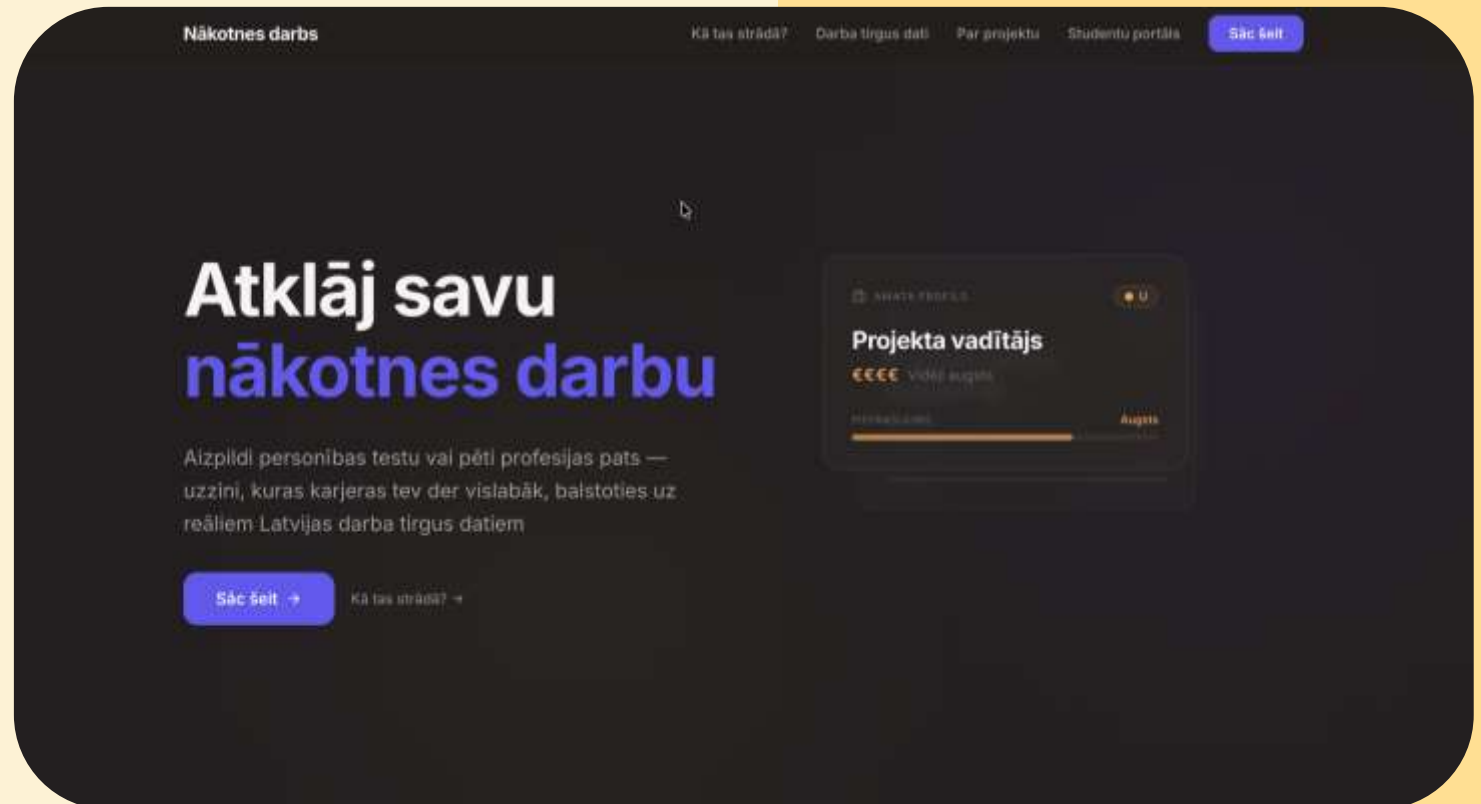 Nākotnes darbs
Kā tas strādā?
Darba tirgus dati
Par projektu
Studentu portāls
Sāc šeit
Atklāj savu
nākotnes darbu
Aizpildi personības testu vai pēti profesijas pats —
uzzini, kuras karjeras tev der vislabāk, balstoties uz
reāliem Latvijas darba tirgus datiem
Sāc šeit →
Kā tas strādā? →
Projekta vadītājs
€€€€ Vidēji augsts
Augsts